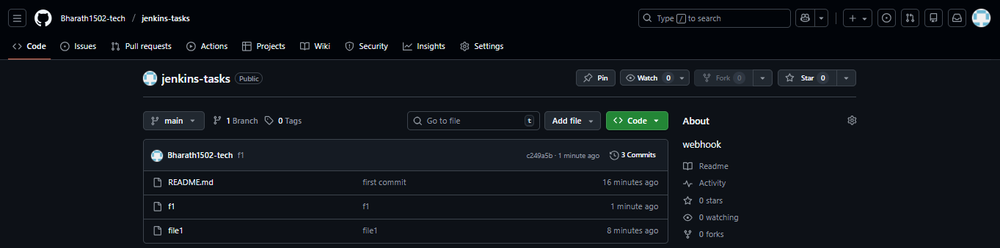 Bharath1502-tech / jenkins-tasks
Type / to search
Code Issues Pull requests Actions Projects Wiki Security Insights Settings
jenkins-tasks Public
Pin Watch 0 Fork 0 Star 0
main 1 Branch 0 Tags
Go to file t Add file Code
Bharath1502-tech f1 c249a5b · 1 minute ago 3 Commits
README.md first commit 16 minutes ago
f1 f1 1 minute ago
file1 file1 8 minutes ago
About
webhook
Readme
Activity
0 stars
0 watching
0 forks